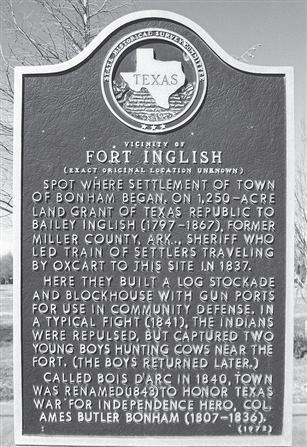 STATE HISTORICAL SURVEY COMMITTEE
TEXAS
VICINITY OF
FORT INGLISH
(EXACT ORIGINAL LOCATION UNKNOWN)
SPOT WHERE SETTLEMENT OF TOWN
OF BONHAM BEGAN, ON 1,250-ACRE
LAND GRANT OF TEXAS REPUBLIC TO
BAILEY INGLISH (1797-1867), FORMER
MILLER COUNTY, ARK., SHERIFF WHO
LED TRAIN OF SETTLERS TRAVELING
BY OXCART TO THIS SITE IN 1837.
HERE THEY BUILT A LOG STOCKADE
AND BLOCKHOUSE WITH GUN PORTS
FOR USE IN COMMUNITY DEFENSE. IN
A TYPICAL FIGHT (1841), THE INDIANS
WERE REPULSED, BUT CAPTURED TWO
YOUNG BOYS HUNTING COWS NEAR THE
FORT. (THE BOYS RETURNED LATER.)
CALLED BOIS D'ARC IN 1840, TOWN
WAS RENAMED (1843) TO HONOR TEXAS
WAR FOR INDEPENDENCE HERO, COL.
AMES BUTLER BONHAM (1807-1836).
(1972)